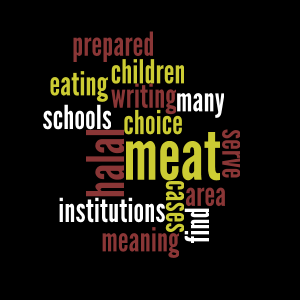 prepared
children
eating
writing
many
schools
choice
halal
meat
serve
cases
area
institutions
find
meaning